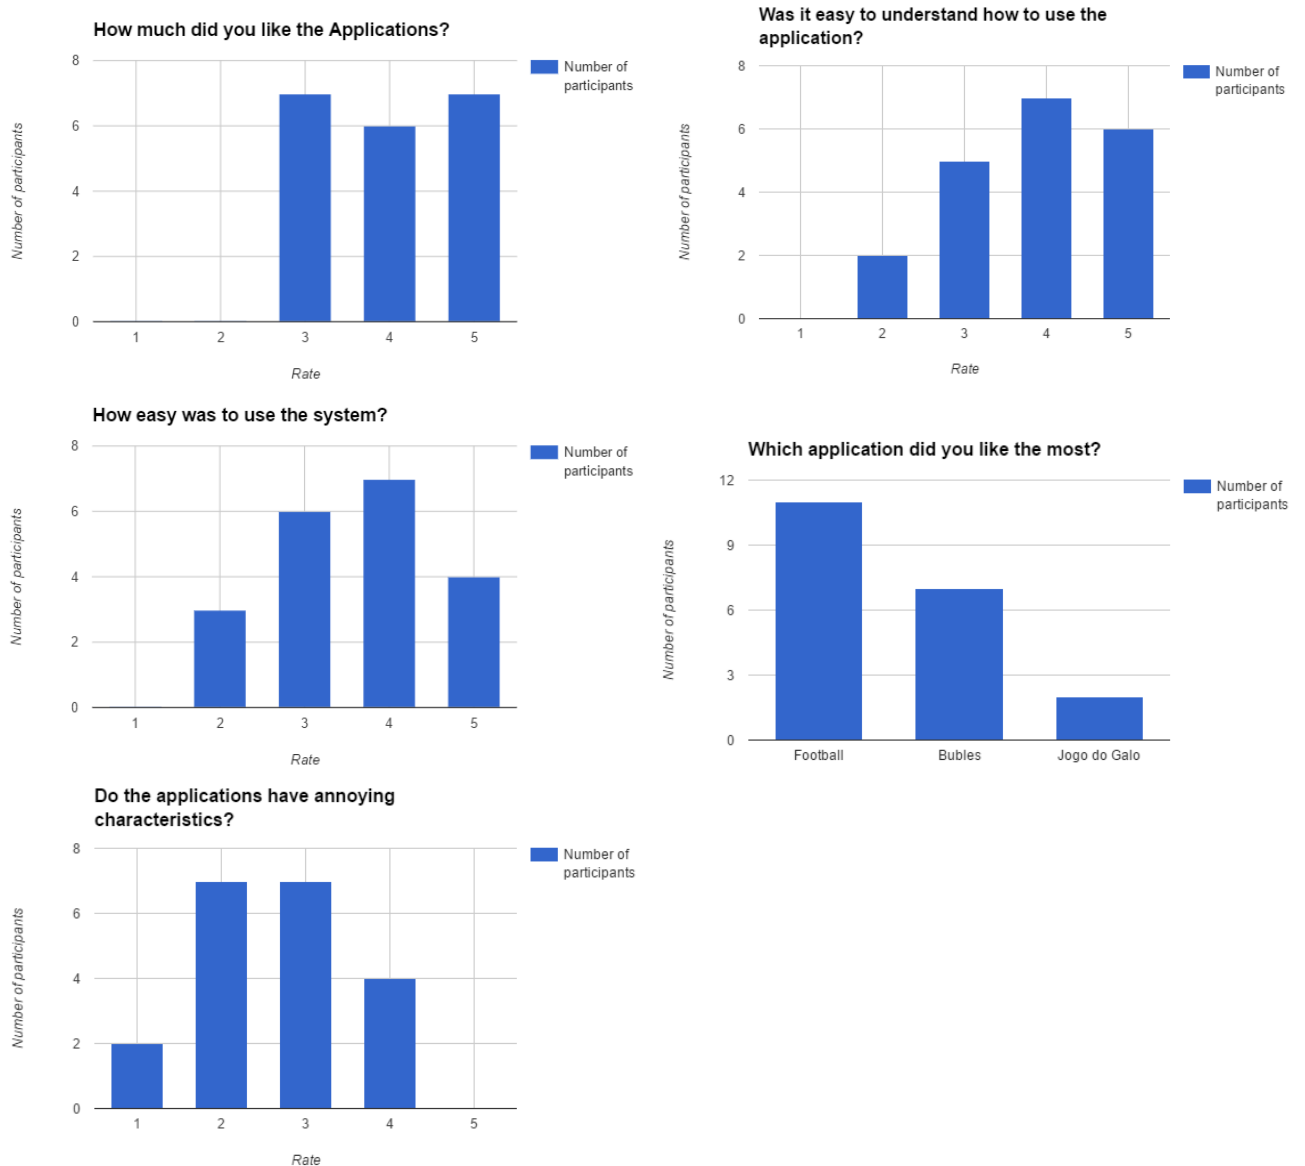 How much did you like the Applications?
Number of participants
8
6
4
2
0
1 2 3 4 5
Rate
Number of
participants
Was it easy to understand how to use the
application?
Number of participants
8
6
4
2
0
1 2 3 4 5
Rate
Number of
participants
How easy was to use the system?
Number of participants
8
6
4
2
0
1 2 3 4 5
Rate
Number of
participants
Which application did you like the most?
Number of participants
12
9
6
3
0
Football Bubles Jogo do Galo
Number of
participants
Do the applications have annoying
characteristics?
Number of participants
8
6
4
2
0
1 2 3 4 5
Rate
Number of
participants